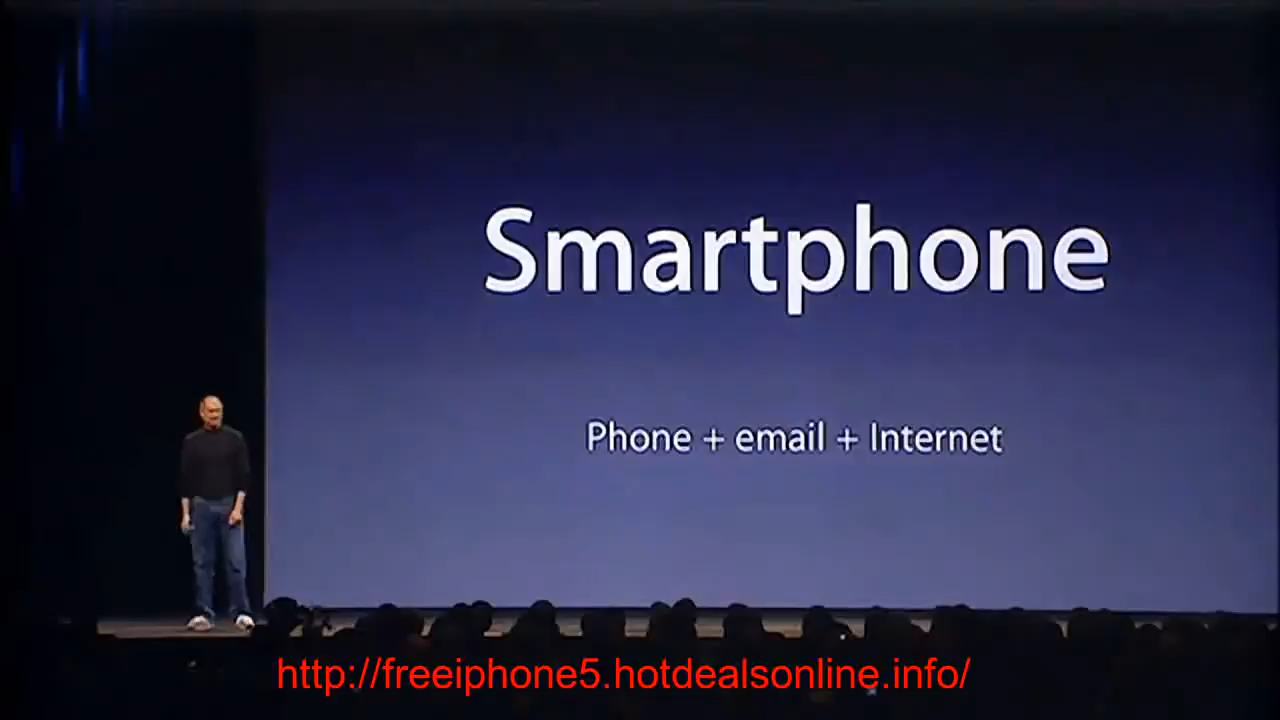 Smartphone
Phone + email + Internet
http://freeiphone5.hotdealsonline.info/